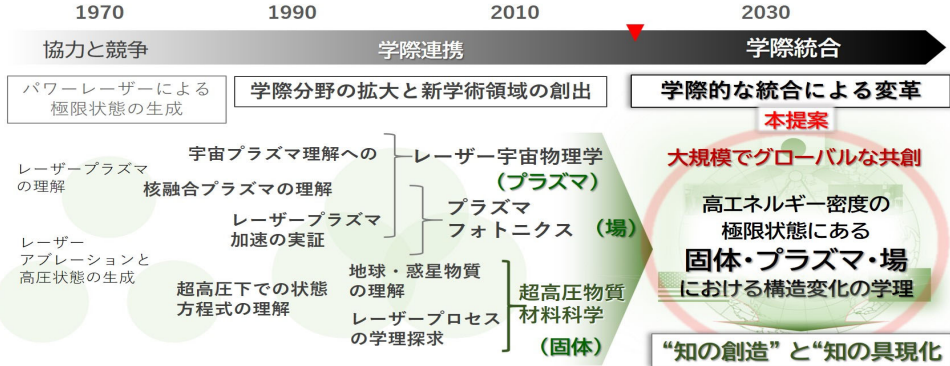 1970
1990
2010
2030
協力と競争
学際連携
学際統合
パワーレーザーによる
極限状態の生成
学際分野の拡大と新学術領域の創出
学際的な統合による変革
本提案
レーザープラズマ
の理解
レーザー
アブレーションと
高圧状態の生成
宇宙プラズマ理解への
核融合プラズマの理解
レーザープラズマ
加速の実証
超高圧下での状態
方程式の理解
地球・惑星物質
の理解
レーザープロセス
の学理探求
レーザー宇宙物理学
(プラズマ)
プラズマ
フォトニクス
(場)
超高圧物質
材料科学
(固体)
大規模でグローバルな共創
高エネルギー密度の
極限状態にある
固体・プラズマ・場
における構造変化の学理
“知の創造” と“知の具現化